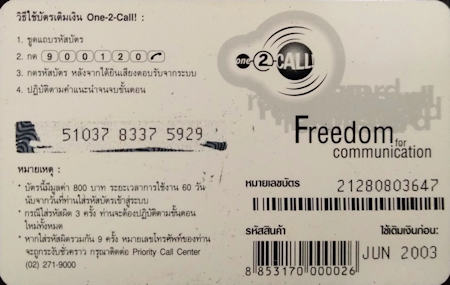 วิธีใช้บัตรเติมเงิน One-2-Call! :
1. ขูดแถบรหัสบัตร
2. กด 9 0 0 1 2 0
3. กดรหัสบัตร หลังจากได้ยินเสียงตอบรับจากระบบ
4. ปฏิบัติตามคำแนะนำจนจบขั้นตอน
one-2-CALL!
51037 8337 5929
Freedom for
communication
หมายเหตุ :
* บัตรนี้มีมูลค่า 800 บาท ระยะเวลาการใช้งาน 60 วัน
นับจากวันที่ท่านใส่รหัสบัตรเข้าสู่ระบบ
* กรณีใส่รหัสผิด 3 ครั้ง ท่านจะต้องปฏิบัติตามขั้นตอน
ใหม่ทั้งหมด
* หากใส่รหัสผิดรวมกัน 9 ครั้ง หมายเลขโทรศัพท์ของท่าน
จะถูกระงับชั่วคราว กรุณาติดต่อ Priority Call Center
(02) 271-9000
หมายเลขบัตร 21280803647
รหัสสินค้า
8 853170 000026
ใช้เติมเงินก่อน:
JUN 2003